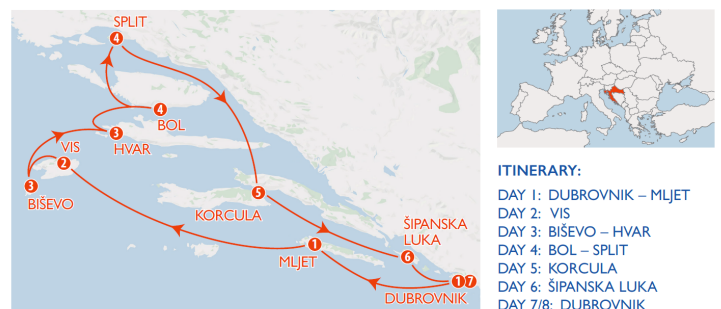 SPLIT
4
4
BOL
3
HVAR
VIS
2
3
BIŠEVO
5
KORCULA
ŠIPANSKA
LUKA
6
1
MLJET
1 7
DUBROVNIK
ITINERARY:
DAY 1: DUBROVNIK – MLJET
DAY 2: VIS
DAY 3: BIŠEVO – HVAR
DAY 4: BOL – SPLIT
DAY 5: KORCULA
DAY 6: ŠIPANSKA LUKA
DAY 7/8: DUBROVNIK